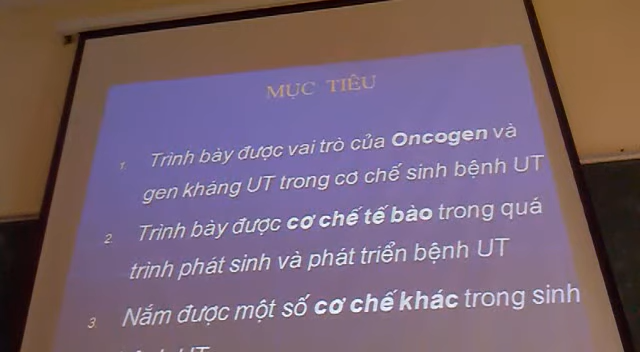 MỤC TIÊU
1. Trình bày được vai trò của Oncogen và
gen kháng UT trong cơ chế sinh bệnh UT
2. Trình bày được cơ chế tế bào trong quá
trình phát sinh và phát triển bệnh UT
3. Nắm được một số cơ chế khác trong sinh
UT